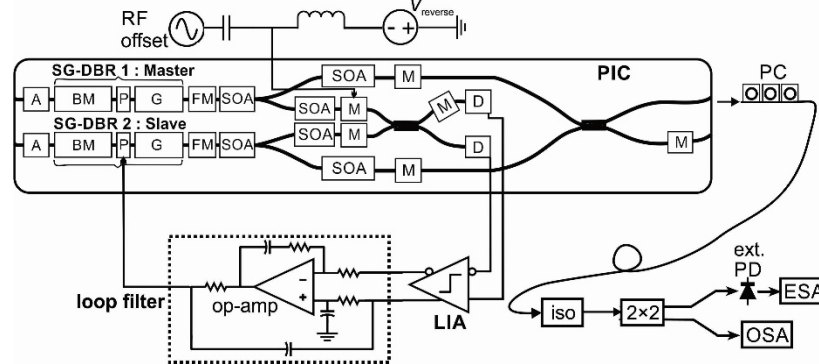 RF
offset
V reverse
- +
SG-DBR 1 : Master
SOA M
PIC
PC
A BM P G FM SOA
SOA M
M D
SG-DBR 2 : Slave
A BM P G FM SOA
SOA M
D
M
SOA M
ext.
PD
ESA
loop filter
op-amp
-
+
LIA
iso
2×2
OSA